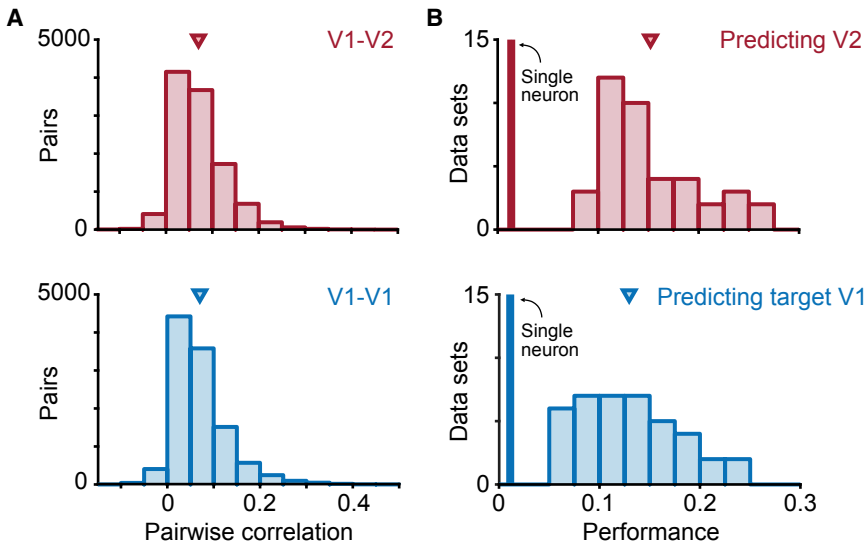 A
5000
V1-V2
Pairs
0
5000
V1-V1
Pairs
0
0
0.2
0.4
Pairwise correlation
B
15
Predicting V2
Single
neuron
Data sets
0
15
Predicting target V1
Single
neuron
Data sets
0
0
0.1
0.2
0.3
Performance